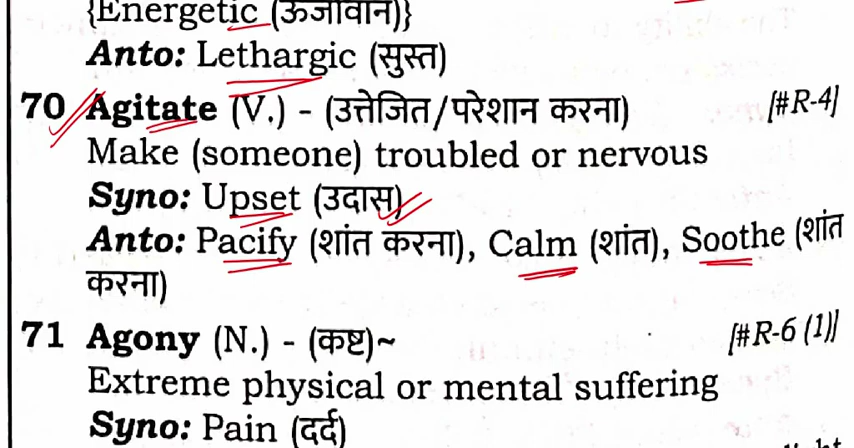 {Energetic (ऊर्जावान)}
Anto: Lethargic (सुस्त)
70 Agitate (V.) - (उत्तेजित/परेशान करना) [#R-4]
Make (someone) troubled or nervous
Syno: Upset (उदास)
Anto: Pacify (शांत करना), Calm (शांत), Soothe (शांत
करना)
71 Agony (N.) - (कष्ट)~ [#R-6 (1)]
Extreme physical or mental suffering
Syno: Pain (दर्द)